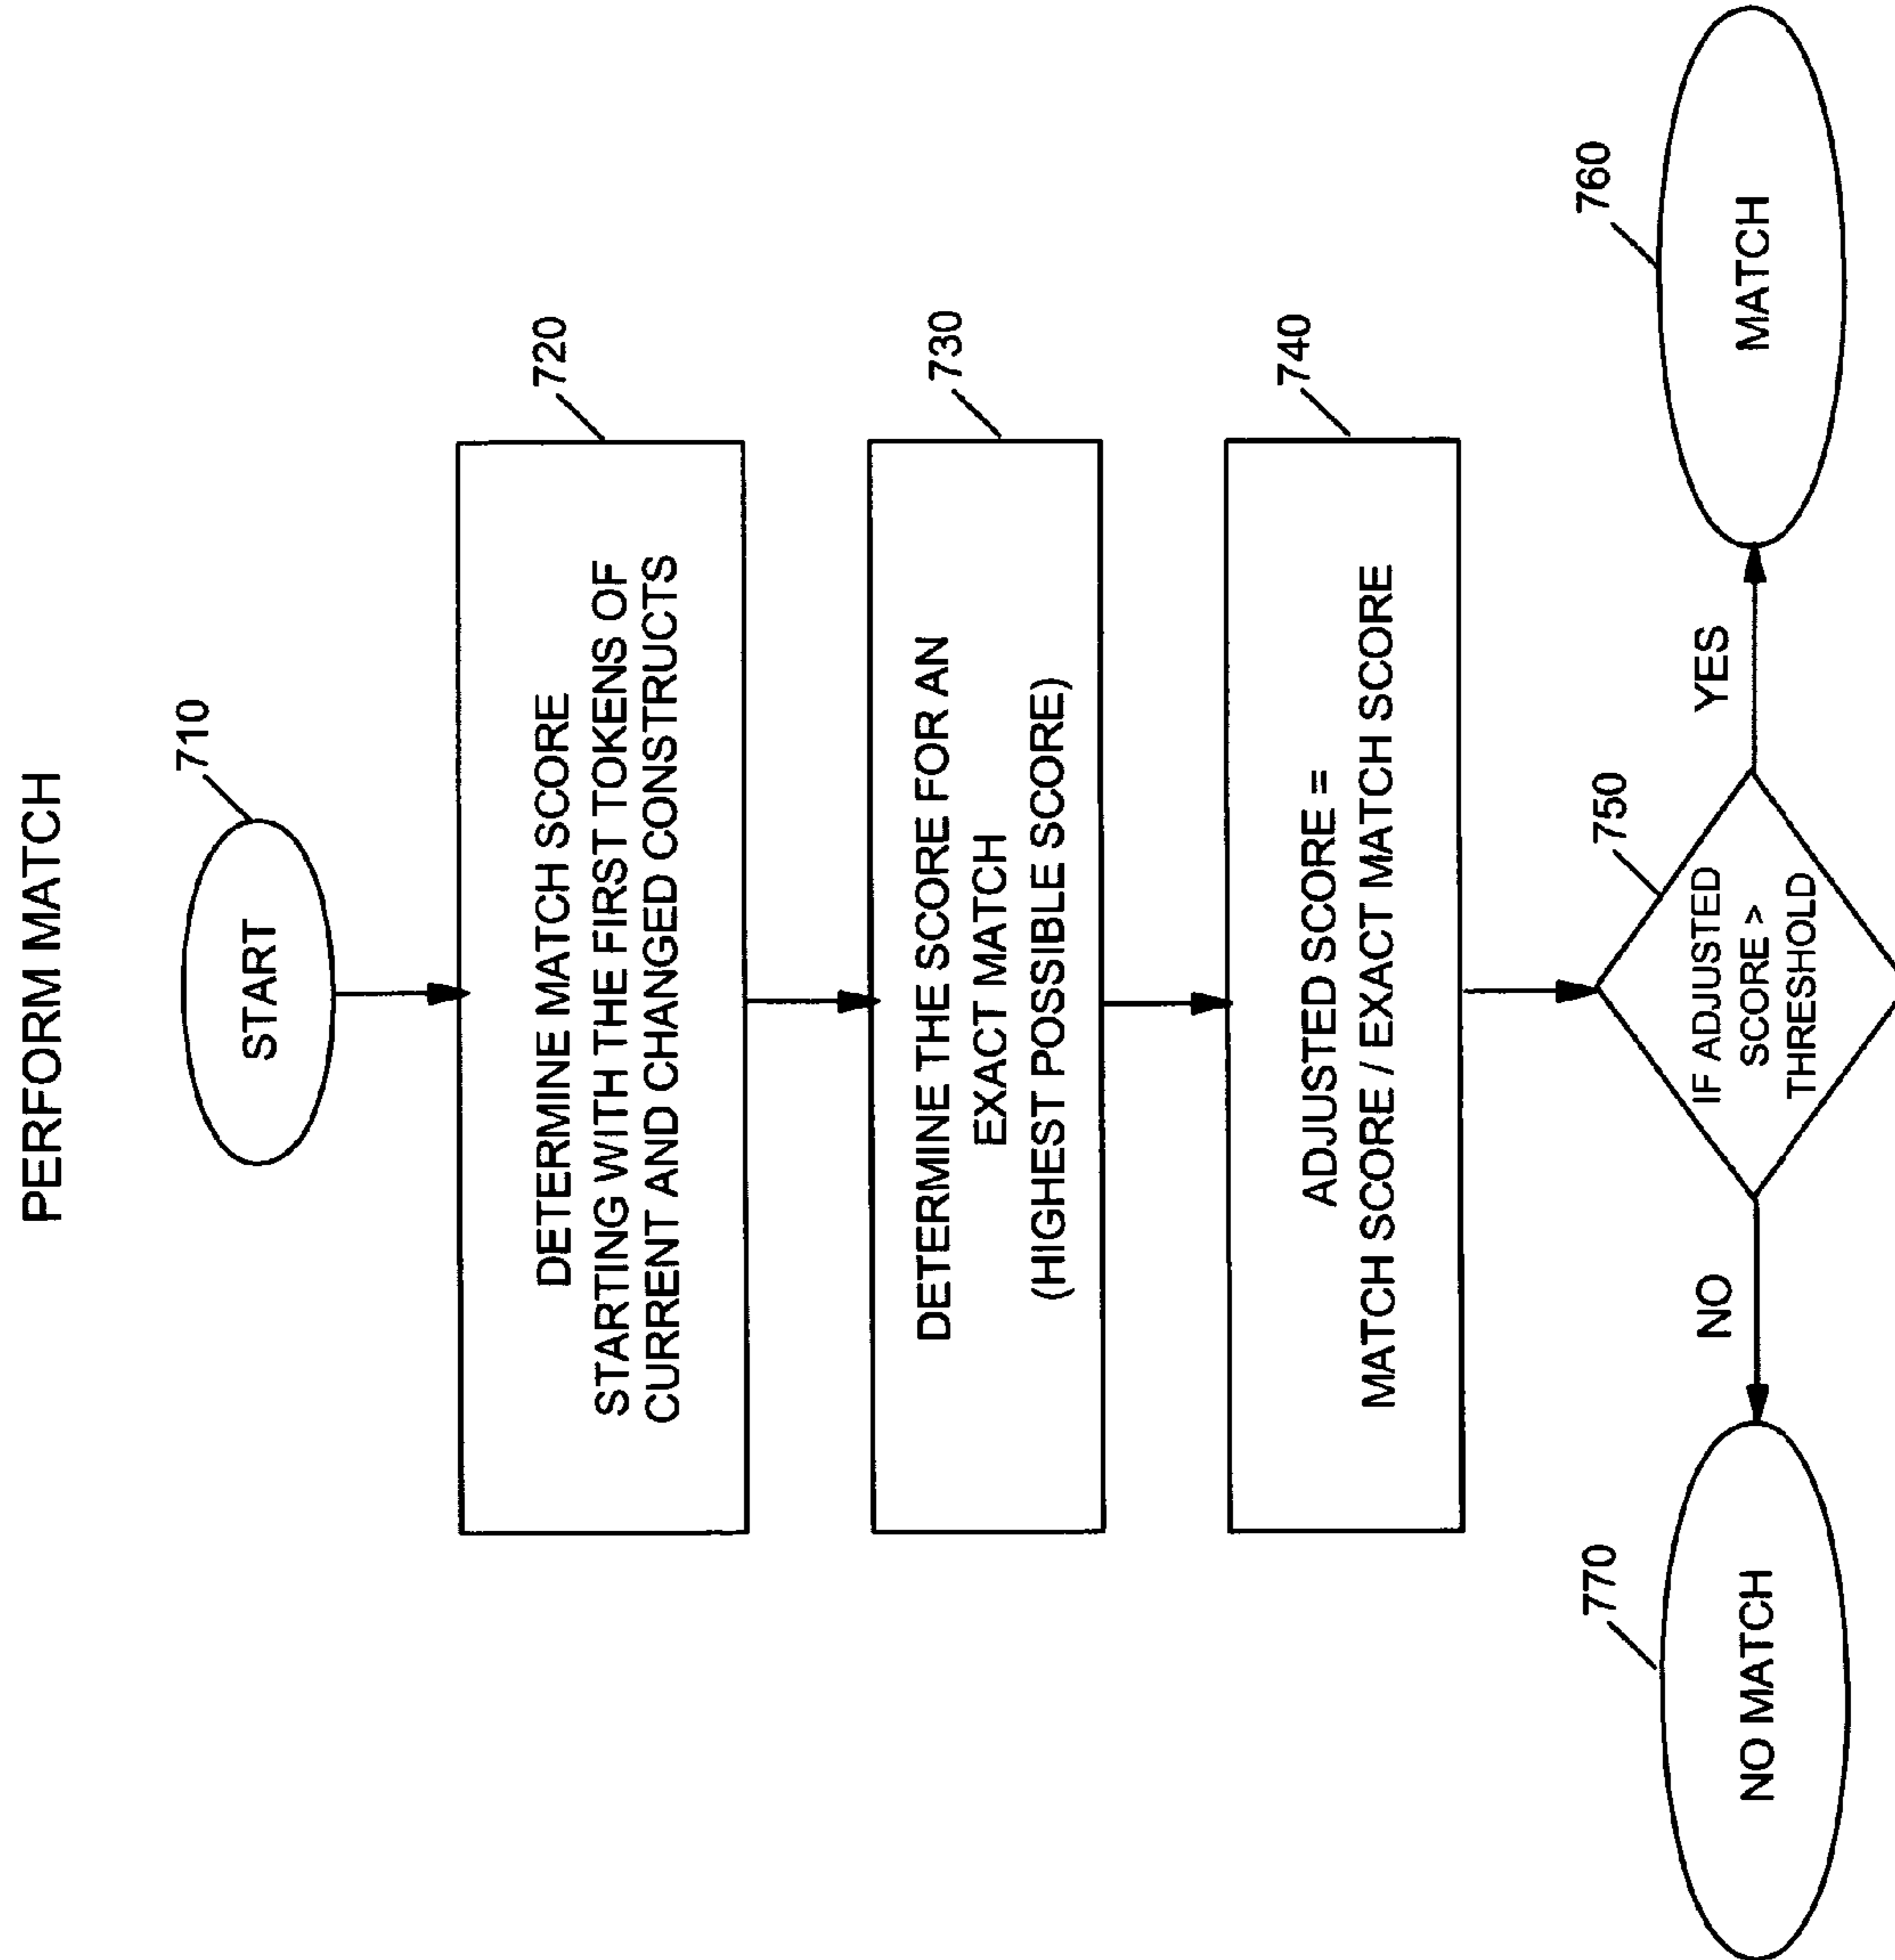 PERFORM MATCH
710
START
720
DETERMINE MATCH SCORE
STARTING WITH THE FIRST TOKENS OF
CURRENT AND CHANGED CONSTRUCTS
730
DETERMINE THE SCORE FOR AN
EXACT MATCH
(HIGHEST POSSIBLE SCORE)
740
ADJUSTED SCORE =
MATCH SCORE / EXACT MATCH SCORE
750
IF ADJUSTED
SCORE >
THRESHOLD
NO
YES
770
NO MATCH
760
MATCH